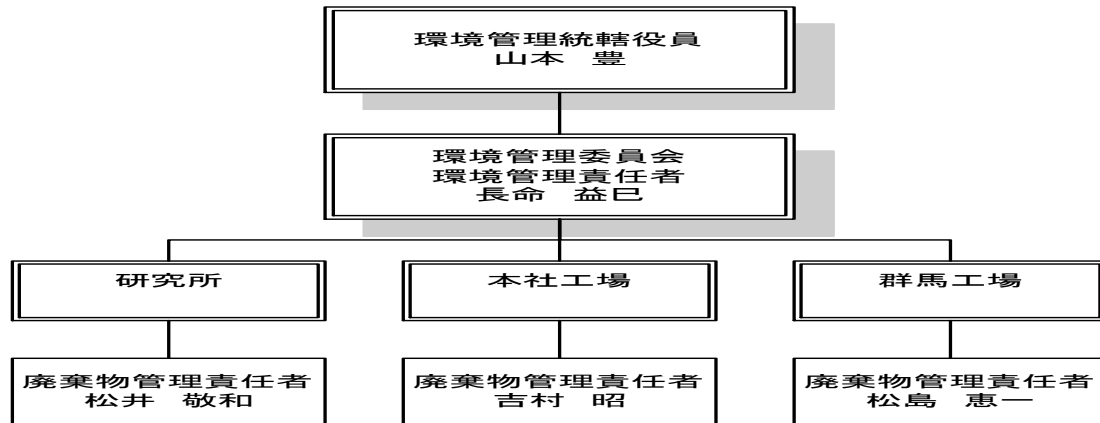 環境管理統轄役員
山本 豊
環境管理委員会
環境管理責任者
長命 益巳
研究所
本社工場
群馬工場
廃棄物管理責任者
松井 敬和
廃棄物管理責任者
吉村 昭
廃棄物管理責任者
松島 恵一